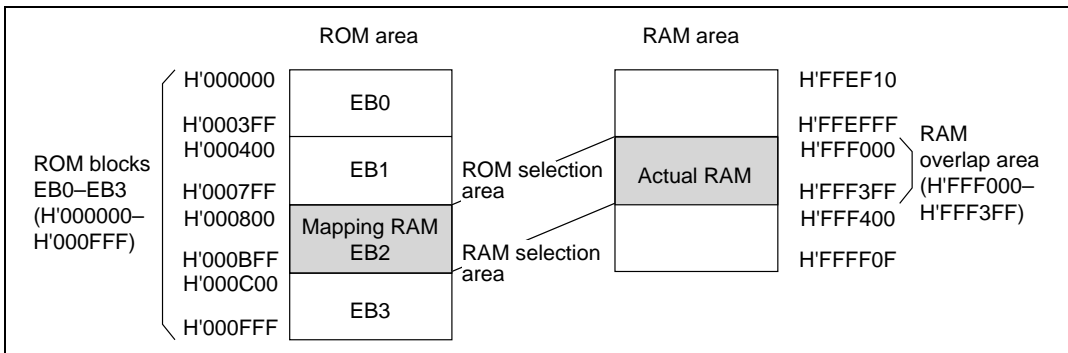 ROM area
RAM area
ROM blocks
EB0–EB3
(H'000000–
H'000FFF)
H'000000
H'0003FF
H'000400
H'0007FF
H'000800
H'000BFF
H'000C00
H'000FFF
EB0
EB1
Mapping RAM
EB2
EB3
ROM selection
area
RAM selection
area
Actual RAM
H'FFEF10
H'FFEFFF
H'FFF000
H'FFF3FF
H'FFF400
H'FFFF0F
RAM
overlap area
(H'FFF000–
H'FFF3FF)